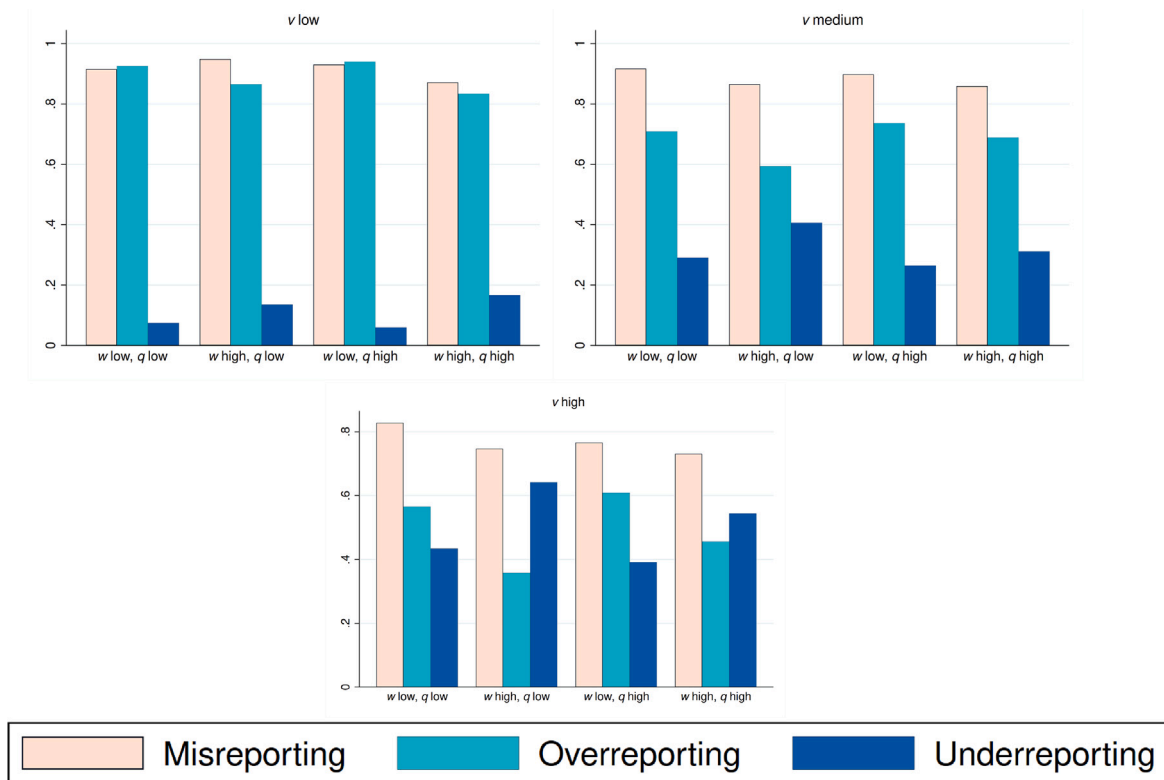 v low
1
.8
.6
.4
.2
0
w low, q low
w high, q low
w low, q high
w high, q high
v medium
1
.8
.6
.4
.2
0
w low, q low
w high, q low
w low, q high
w high, q high
v high
.8
.6
.4
.2
0
w low, q low
w high, q low
w low, q high
w high, q high
Misreporting
Overreporting
Underreporting